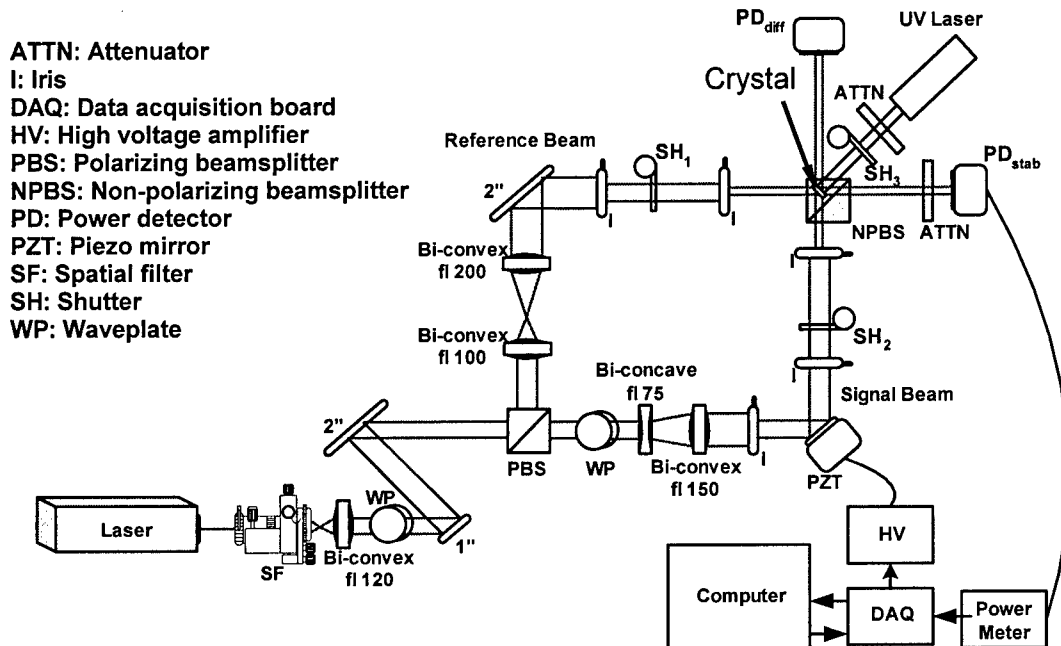 ATTN: Attenuator
I: Iris
DAQ: Data acquisition board
HV: High voltage amplifier
PBS: Polarizing beamsplitter
NPBS: Non-polarizing beamsplitter
PD: Power detector
PZT: Piezo mirror
SF: Spatial filter
SH: Shutter
WP: Waveplate
PDdiff
UV Laser
Crystal
ATTN
Reference Beam
SH1
SH3
PDstab
2"
I
I
NPBS
ATTN
Bi-convex
fl 200
I
SH2
Bi-convex
fl 100
I
Bi-concave
fl 75
Signal Beam
2"
PBS
WP
Bi-convex
fl 150
I
PZT
WP
Laser
1"
SF
Bi-convex
fl 120
HV
Computer
DAQ
Power
Meter